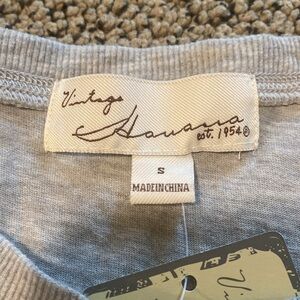 Vintage
Havana
est. 1954®
S
MADE IN CHINA